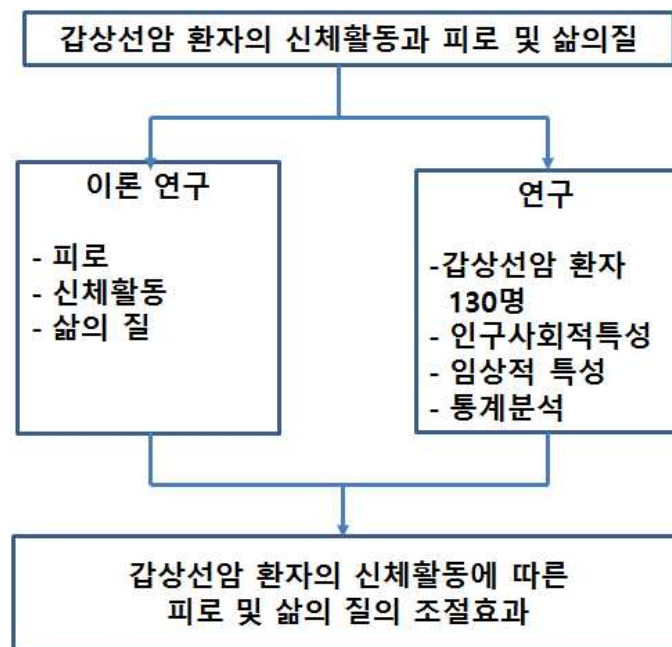 갑상선암 환자의 신체활동과 피로 및 삶의질
이론 연구
- 피로
- 신체활동
- 삶의 질
연구
-갑상선암 환자
130명
- 인구사회적특성
- 임상적 특성
- 통계분석
갑상선암 환자의 신체활동에 따른
피로 및 삶의 질의 조절효과